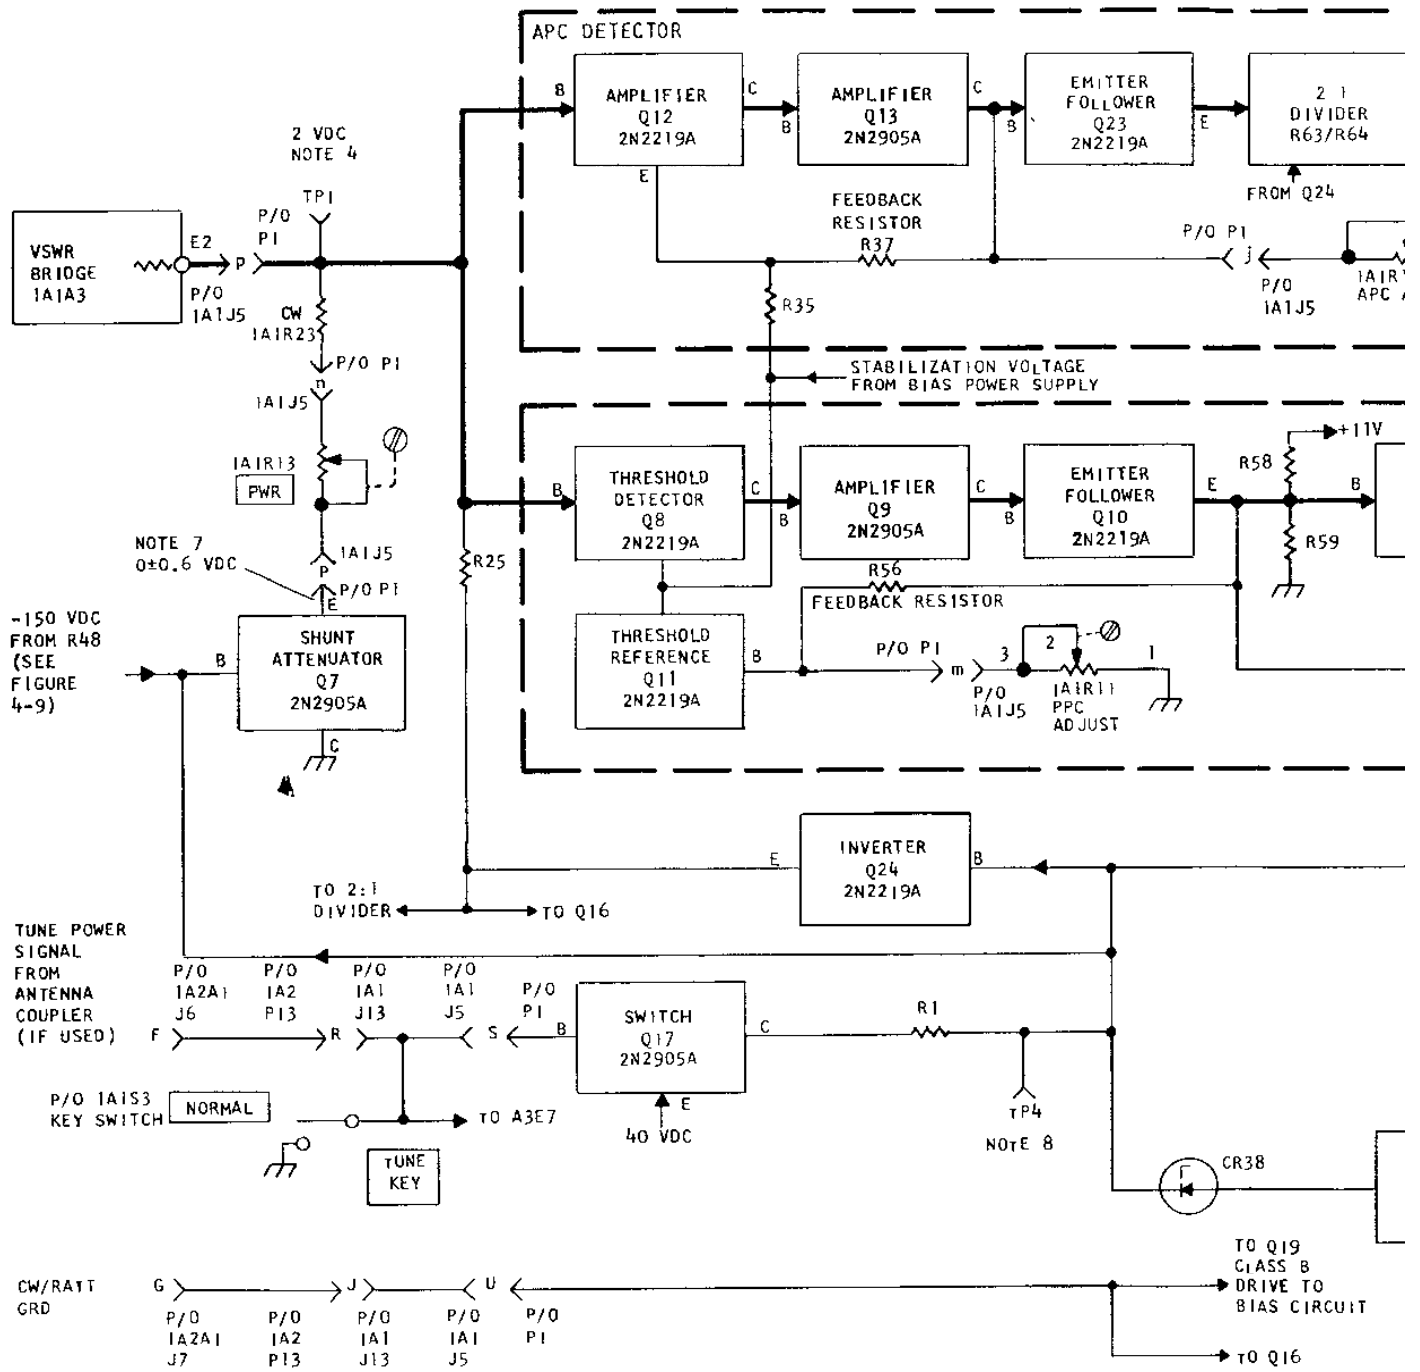 APC DETECTOR
B
AMPLIFIER
Q12
2N2219A
C
B
AMPLIFIER
Q13
2N2905A
C
B
EMITTER
FOLLOWER
Q23
2N2219A
E
2 1
DIVIDER
R63/R64
FROM Q24
E
FEEDBACK
RESISTOR
R37
P/O P1
j
P/O
1A1J5
1A1R
APC
R35
2 VDC
NOTE 4
TP1
P/O
P1
VSWR
BRIDGE
1A1A3
E2
P
P/O
1A1J5
CW
1A1R23
P/O P1
n
1A1J5
1A1R13
PWR
1A1J5
P
P/O P1
NOTE 7
0±0.6 VDC
E
STABILIZATION VOLTAGE
FROM BIAS POWER SUPPLY
B
THRESHOLD
DETECTOR
Q8
2N2219A
C
B
AMPLIFIER
Q9
2N2905A
C
B
EMITTER
FOLLOWER
Q10
2N2219A
E
R58
+11V
B
R59
R25
R56
FEEDBACK RESISTOR
-150 VDC
FROM R48
(SEE
FIGURE
4-9)
B
SHUNT
ATTENUATOR
Q7
2N2905A
C
THRESHOLD
REFERENCE
Q11
2N2219A
B
P/O P1
m
P/O
1A1J5
3
2
1
1A1R11
PPC
ADJUST
E
INVERTER
Q24
2N2219A
B
TO 2:1
DIVIDER
TO Q16
TUNE POWER
SIGNAL
FROM
ANTENNA
COUPLER
(IF USED)
P/O
1A2A1
J6
P/O
1A2
P13
P/O
1A1
J13
P/O
1A1
J5
P/O
P1
F
R
S
B
SWITCH
Q17
2N2905A
C
R1
E
40 VDC
TP4
NOTE 8
P/O 1A1S3
KEY SWITCH
NORMAL
TO A3E7
TUNE
KEY
CR38
CW/RATT
GRD
G
J
U
P/O
1A2A1
J7
P/O
1A2
P13
P/O
1A1
J13
P/O
1A1
J5
P/O
P1
TO Q19
CLASS B
DRIVE TO
BIAS CIRCUIT
TO Q16